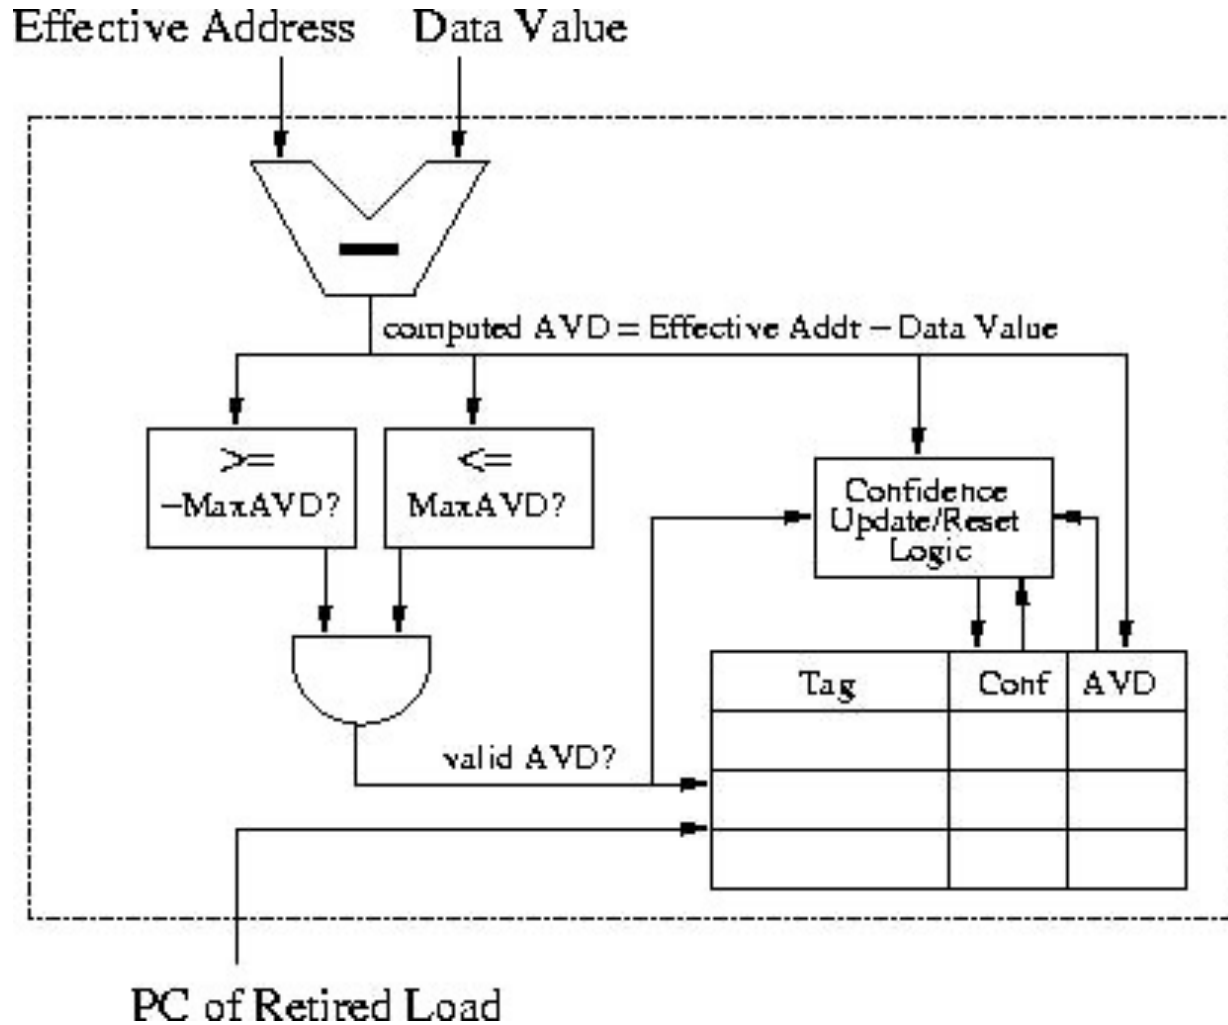 Effective Address Data Value
computed AVD = Effective Addr − Data Value
>=
−MaxAVD?
<=
MaxAVD?
Confidence
Update/Reset
Logic
Tag Conf AVD
valid AVD?
PC of Retired Load